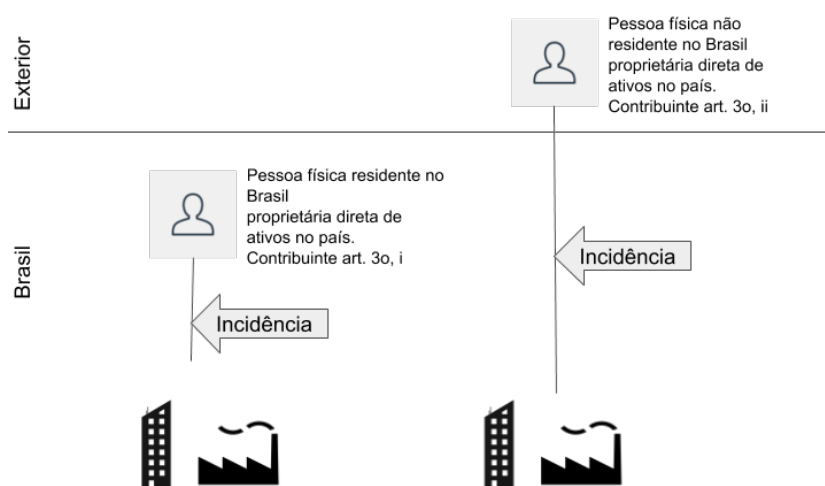 Exterior
Pessoa física não
residente no Brasil
proprietária direta de
ativos no país.
Contribuinte art. 3o, ii
Brasil
Pessoa física residente no
Brasil
proprietária direta de
ativos no país.
Contribuinte art. 3o, i
Incidência
Incidência